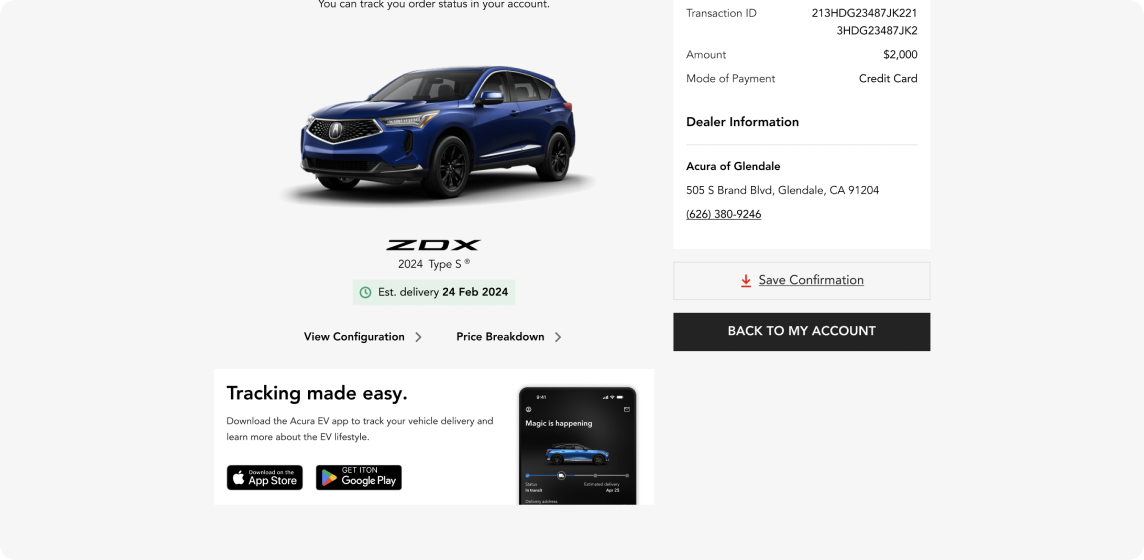 You can track you order status in your account.
ZDX
2024 Type S ®
Est. delivery 24 Feb 2024
View Configuration
Price Breakdown
Tracking made easy.
Download the Acura EV app to track your vehicle delivery and
learn more about the EV lifestyle.
Download on the
App Store
GET ITON
Google Play
9:41
Magic is happening
Status
In transit
Estimated delivery
Apr 25
Delivery address
Transaction ID
213HDG23487JK221
3HDG23487JK2
Amount
$2,000
Mode of Payment
Credit Card
Dealer Information
Acura of Glendale
505 S Brand Blvd, Glendale, CA 91204
(626) 380-9246
Save Confirmation
BACK TO MY ACCOUNT